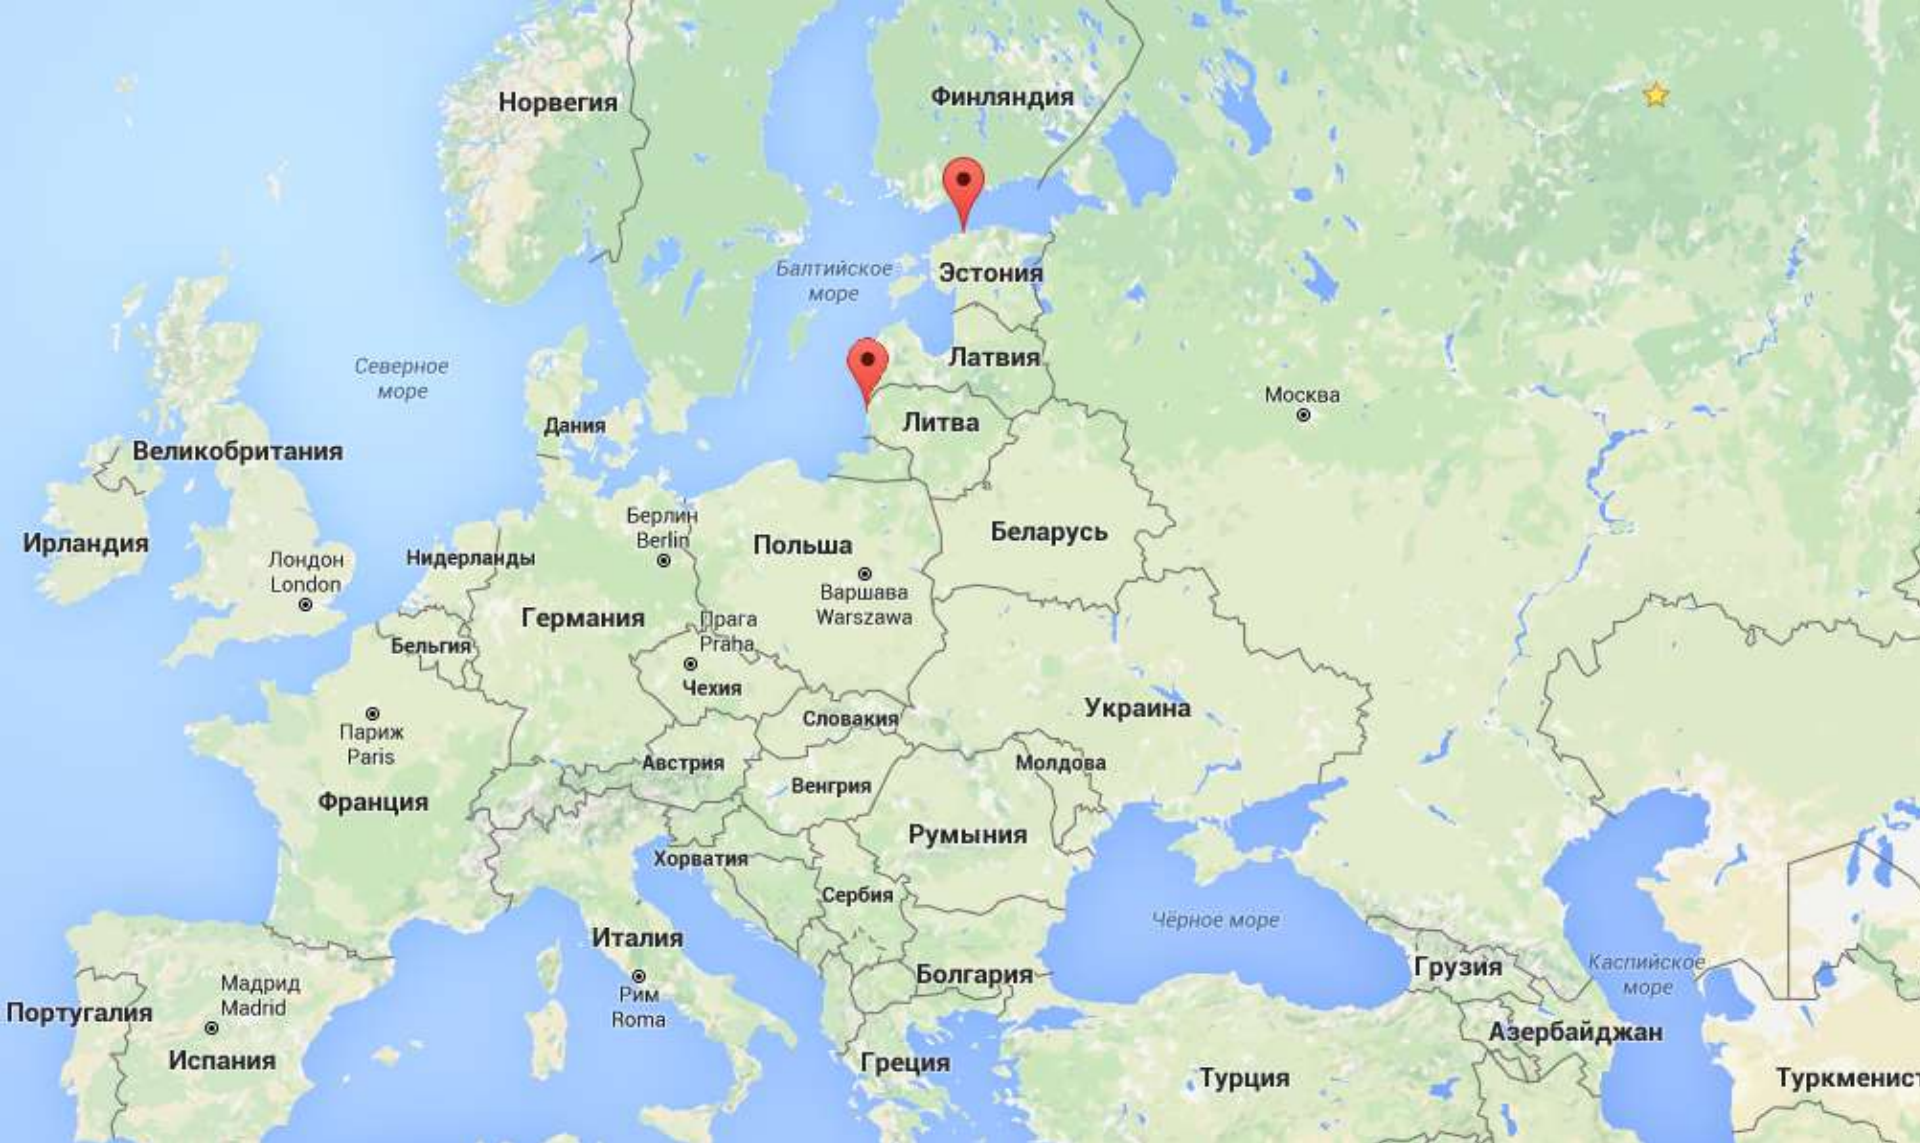 Норвегия
Финляндия
Балтийское
море
Эстония
Северное
море
Латвия
Москва
Дания
Литва
Великобритания
Берлин
Berlin
Ирландия
Лондон
London
Нидерланды
Польша
Беларусь
Варшава
Warszawa
Германия
Прага
Praha
Бельгия
Чехия
Париж
Paris
Словакия
Украина
Австрия
Венгрия
Молдова
Франция
Румыния
Хорватия
Сербия
Чёрное море
Италия
Рим
Roma
Болгария
Грузия
Каспийское
море
Мадрид
Madrid
Португалия
Испания
Азербайджан
Греция
Турция
Туркменист